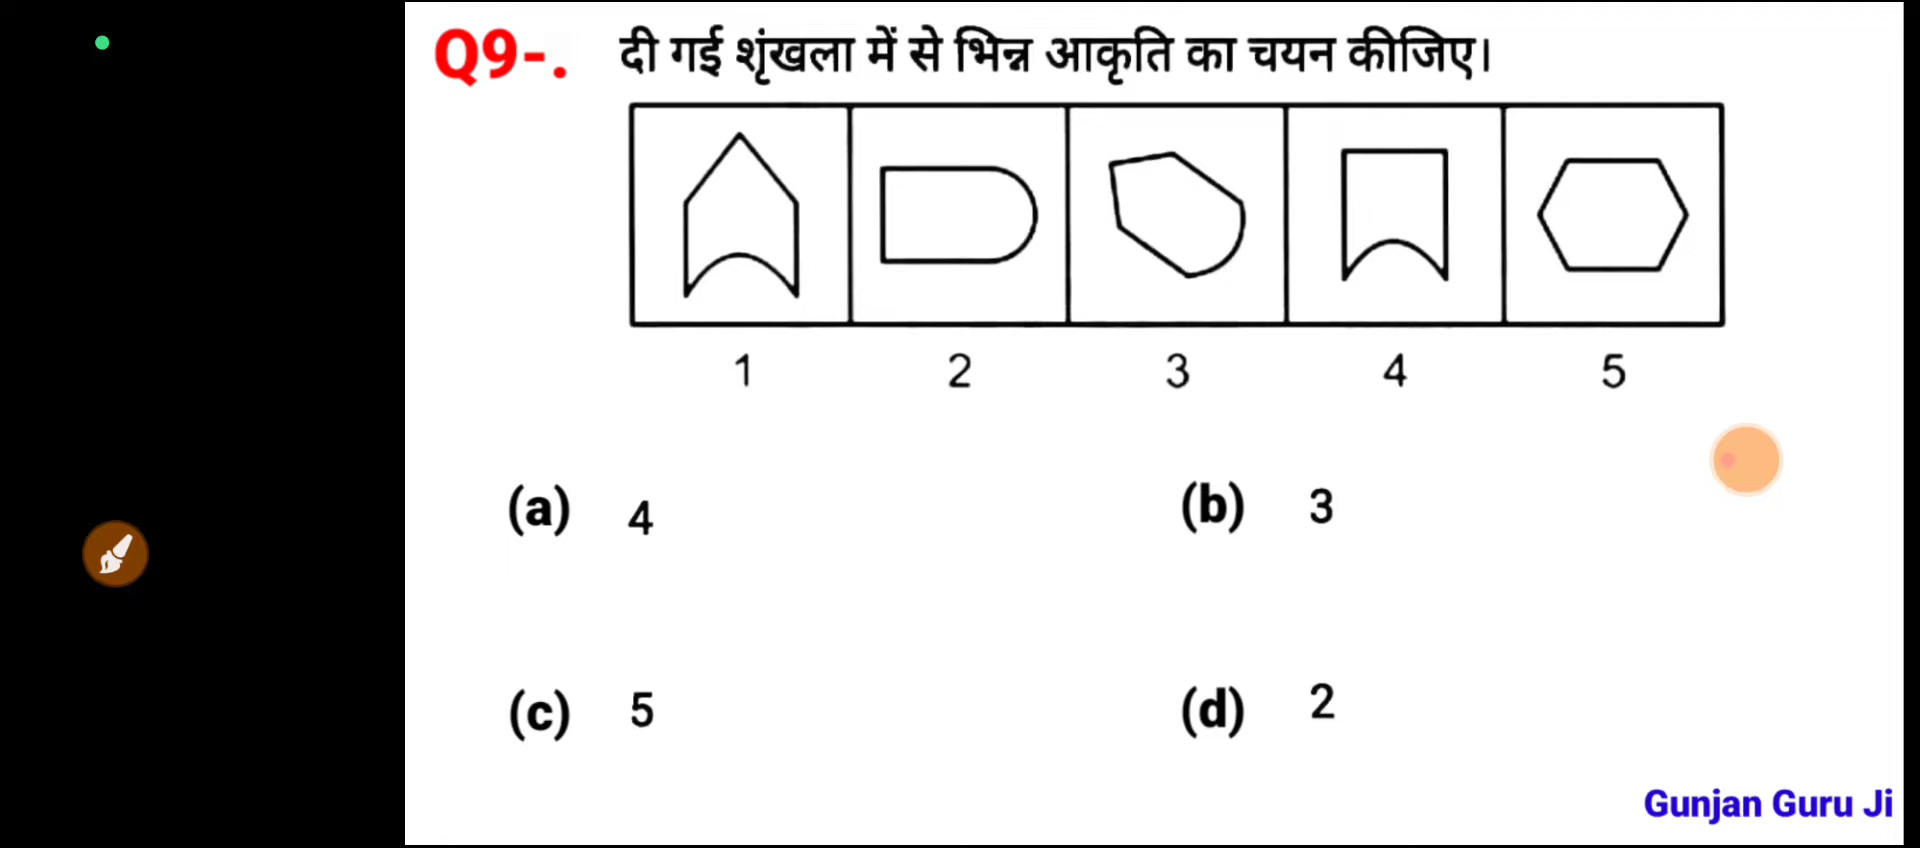 Q9-. दी गई शृंखला में से भिन्न आकृति का चयन कीजिए।
1 2 3 4 5
(a) 4 (b) 3
(c) 5 (d) 2
Gunjan Guru Ji